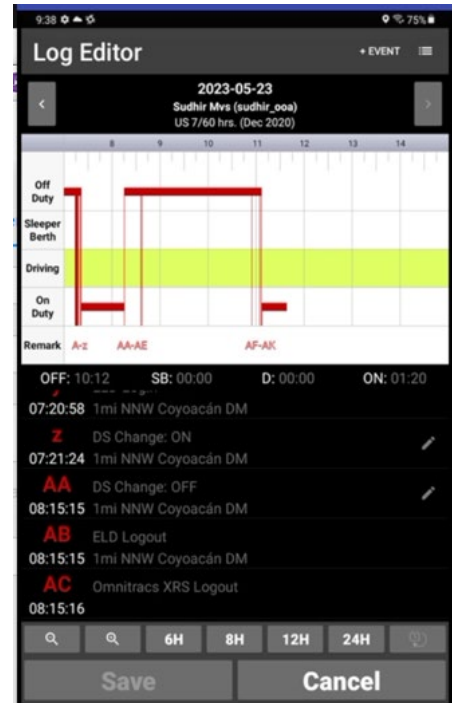 9:38 75%
Log Editor + EVENT
2023-05-23
Sudhir Mvs (sudhir_ooa)
US 7/60 hrs. (Dec 2020)
8 9 10 11 12 13 14
Off
Duty
Sleeper
Berth
Driving
On
Duty
Remark A-z AA-AE AF-AK
OFF: 10:12 SB: 00:00 D: 00:00 ON: 01:20
07:20:58 1mi NNW Coyoacán DM
z DS Change: ON
07:21:24 1mi NNW Coyoacán DM
AA DS Change: OFF
08:15:15 1mi NNW Coyoacán DM
AB ELD Logout
08:15:15 1mi NNW Coyoacán DM
AC Omnitracs XRS Logout
08:15:16
6H 8H 12H 24H
Save Cancel